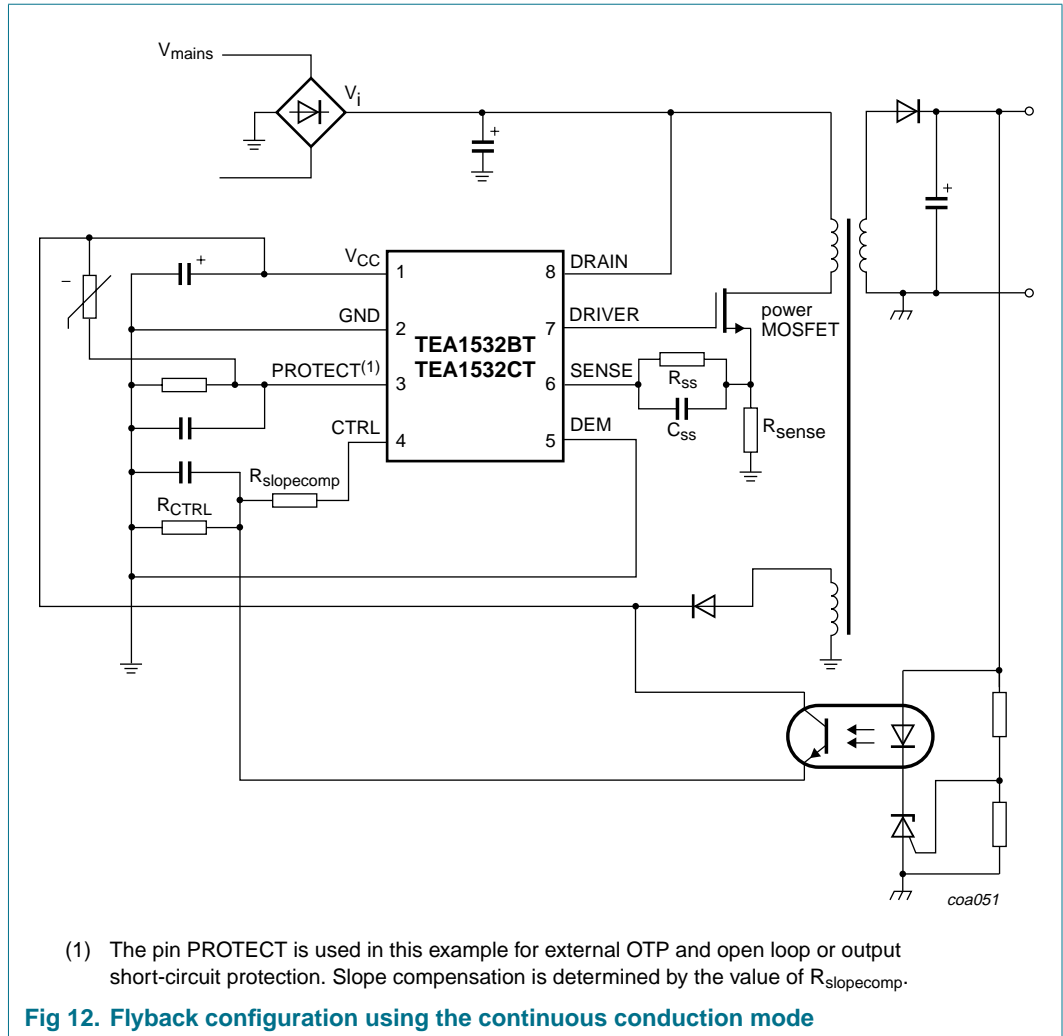 Vmains
Vi
+
+
+
VCC
1
8
DRAIN
–
GND
2
7
DRIVER
power
MOSFET
TEA1532BT
TEA1532CT
PROTECT(1)
3
6
SENSE
Rss
Css
CTRL
4
5
DEM
Rsense
Rslopecomp
RCTRL
coa051
(1) The pin PROTECT is used in this example for external OTP and open loop or output
short-circuit protection. Slope compensation is determined by the value of Rslopecomp.
Fig 12. Flyback configuration using the continuous conduction mode